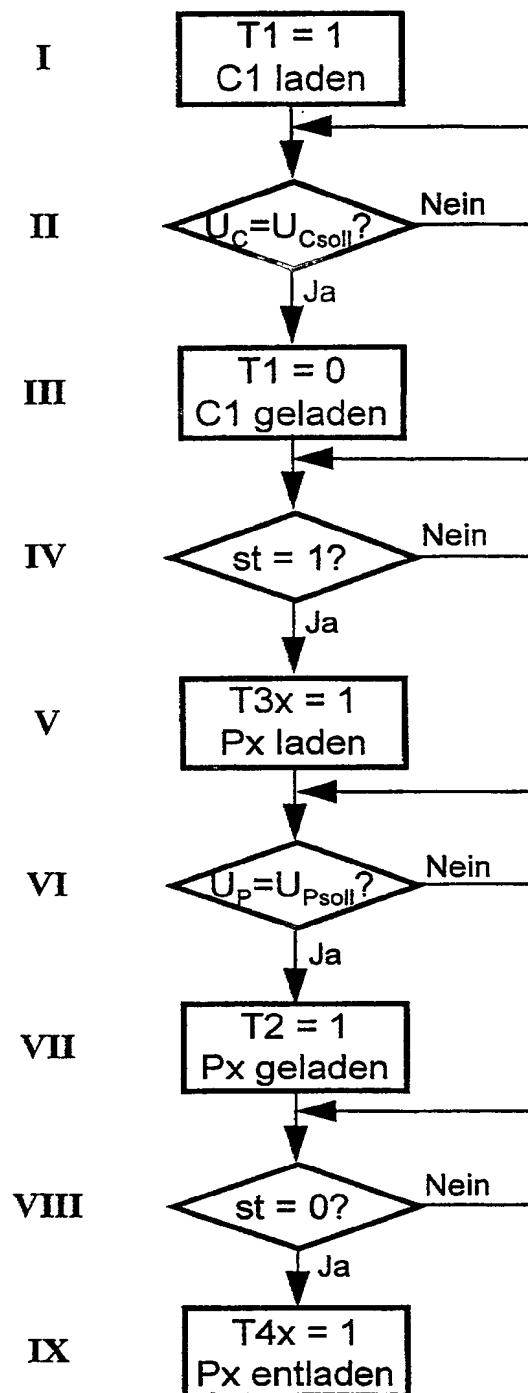 I
T1 = 1
C1 laden
II
U_C=U_Csoll?
Nein
Ja
III
T1 = 0
C1 geladen
IV
st = 1?
Nein
Ja
V
T3x = 1
Px laden
VI
U_P=U_Psoll?
Nein
Ja
VII
T2 = 1
Px geladen
VIII
st = 0?
Nein
Ja
IX
T4x = 1
Px entladen